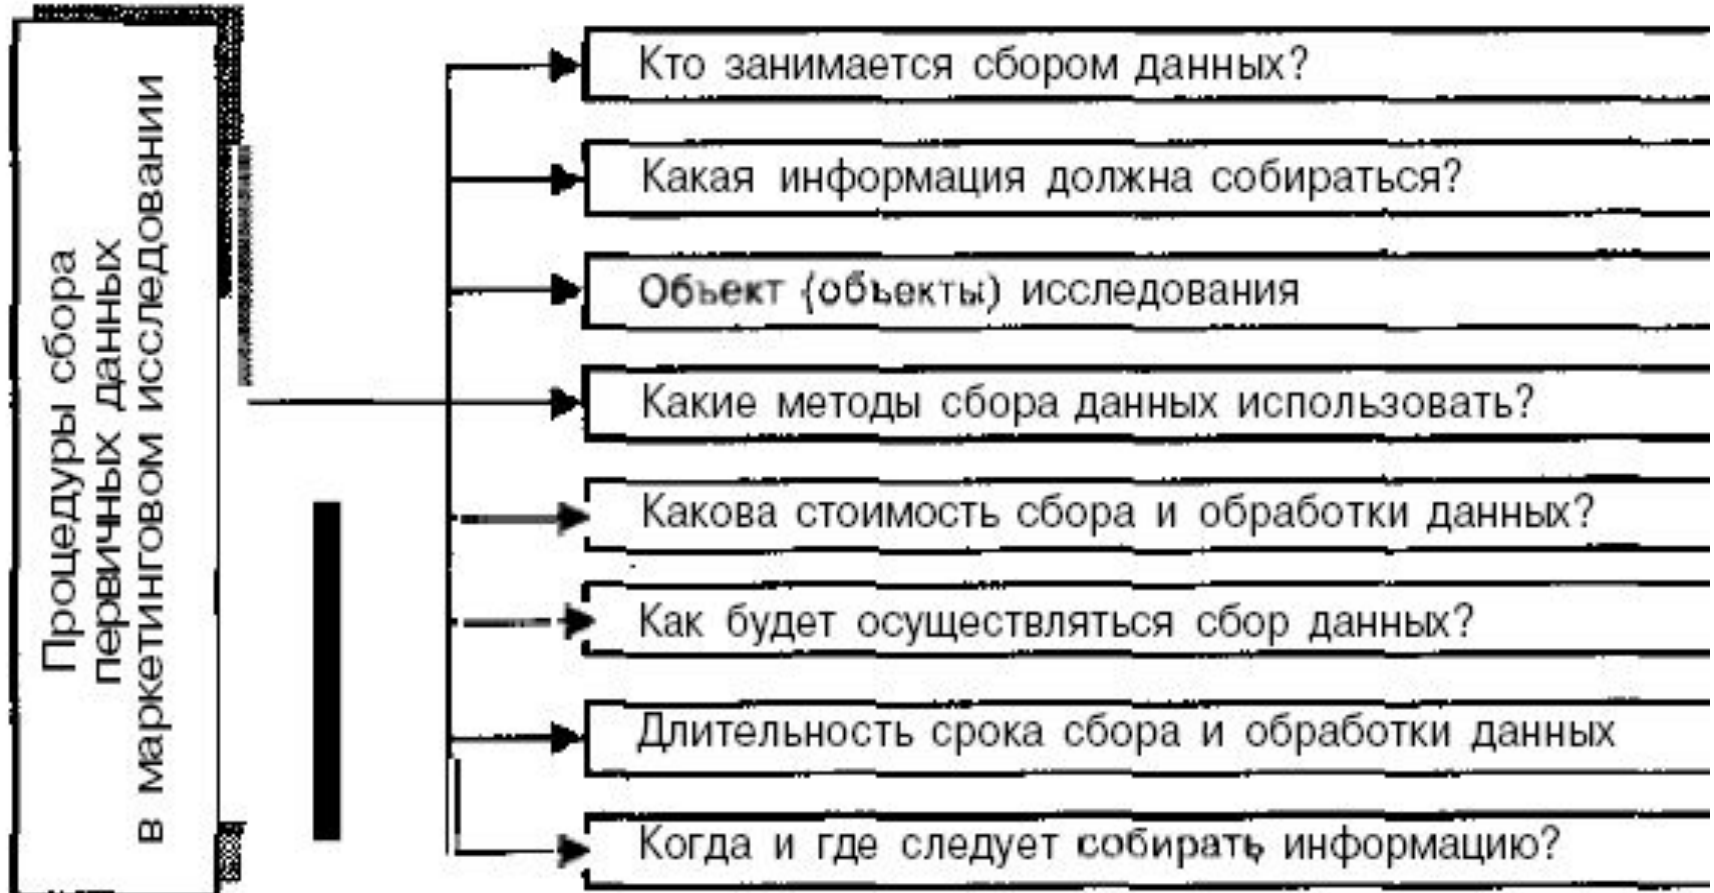 Процедуры сбора
первичных данных
в маркетинговом исследовании
Кто занимается сбором данных?
Какая информация должна собираться?
Объект (объекты) исследования
Какие методы сбора данных использовать?
Какова стоимость сбора и обработки данных?
Как будет осуществляться сбор данных?
Длительность срока сбора и обработки данных
Когда и где следует собирать информацию?